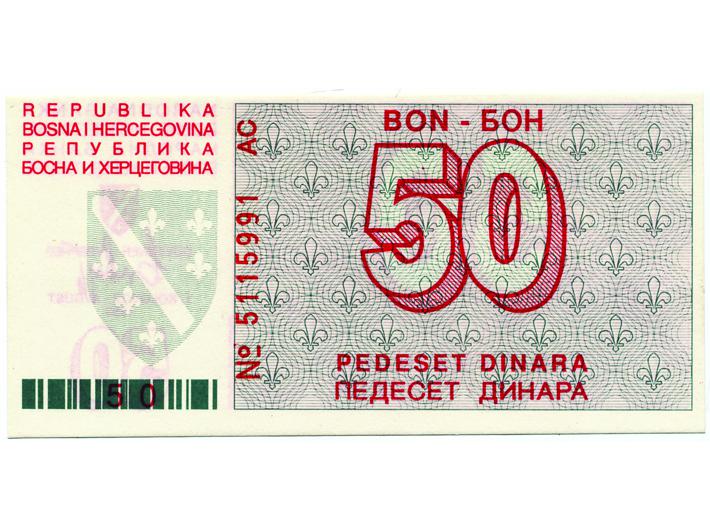 REPUBLIKA
BOSNA I HERCEGOVINA
РЕПУБЛИКА
БОСНА И ХЕРЦЕГОВИНА
50
№ 5115991 AC
BON - БОН
50
PEDESET DINARA
ПЕДЕСЕТ ДИНАРА